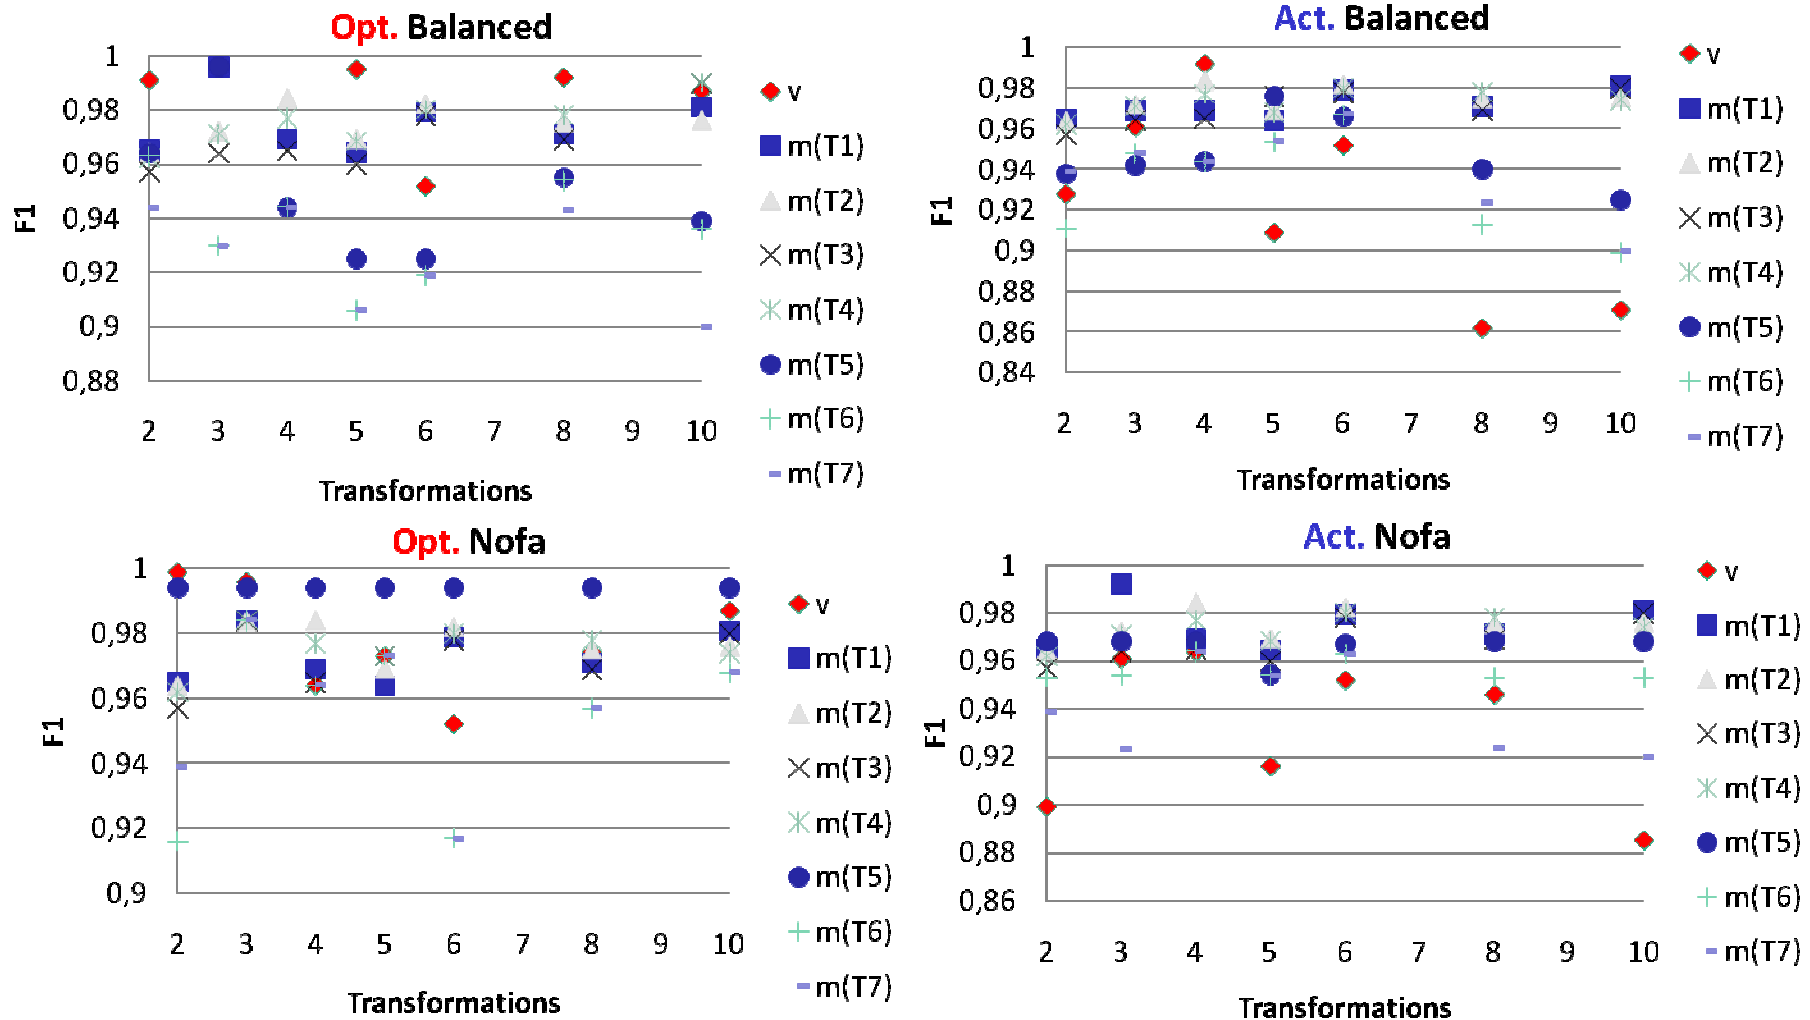 Opt. Balanced
1
0,98
0,96
0,94
0,92
0,9
0,88
F1
2 3 4 5 6 7 8 9 10
Transformations
v
m(T1)
m(T2)
m(T3)
m(T4)
m(T5)
m(T6)
m(T7)
Act. Balanced
1
0,98
0,96
0,94
0,92
0,9
0,88
0,86
0,84
F1
2 3 4 5 6 7 8 9 10
Transformations
v
m(T1)
m(T2)
m(T3)
m(T4)
m(T5)
m(T6)
m(T7)
Opt. Nofa
1
0,98
0,96
0,94
0,92
0,9
F1
2 3 4 5 6 7 8 9 10
Transformations
v
m(T1)
m(T2)
m(T3)
m(T4)
m(T5)
m(T6)
m(T7)
Act. Nofa
1
0,98
0,96
0,94
0,92
0,9
0,88
0,86
F1
2 3 4 5 6 7 8 9 10
Transformations
v
m(T1)
m(T2)
m(T3)
m(T4)
m(T5)
m(T6)
m(T7)